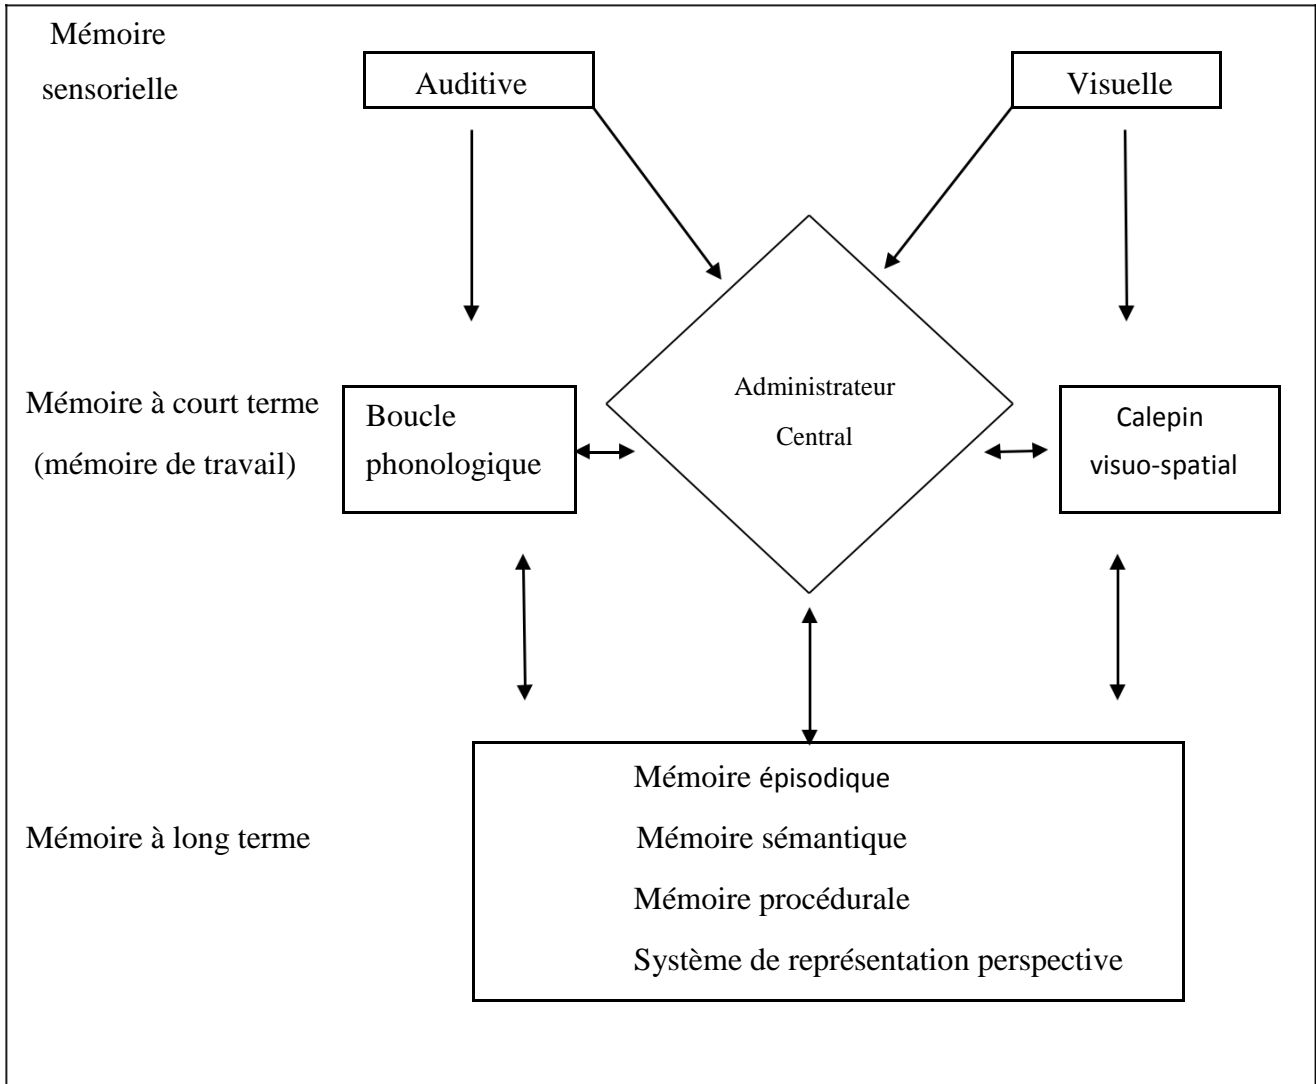 Mémoire
sensorielle
Auditive
Visuelle
Mémoire à court terme
(mémoire de travail)
Boucle
phonologique
Administrateur
Central
Calepin
visuo-spatial
Mémoire à long terme
Mémoire épisodique
Mémoire sémantique
Mémoire procédurale
Système de représentation perspective